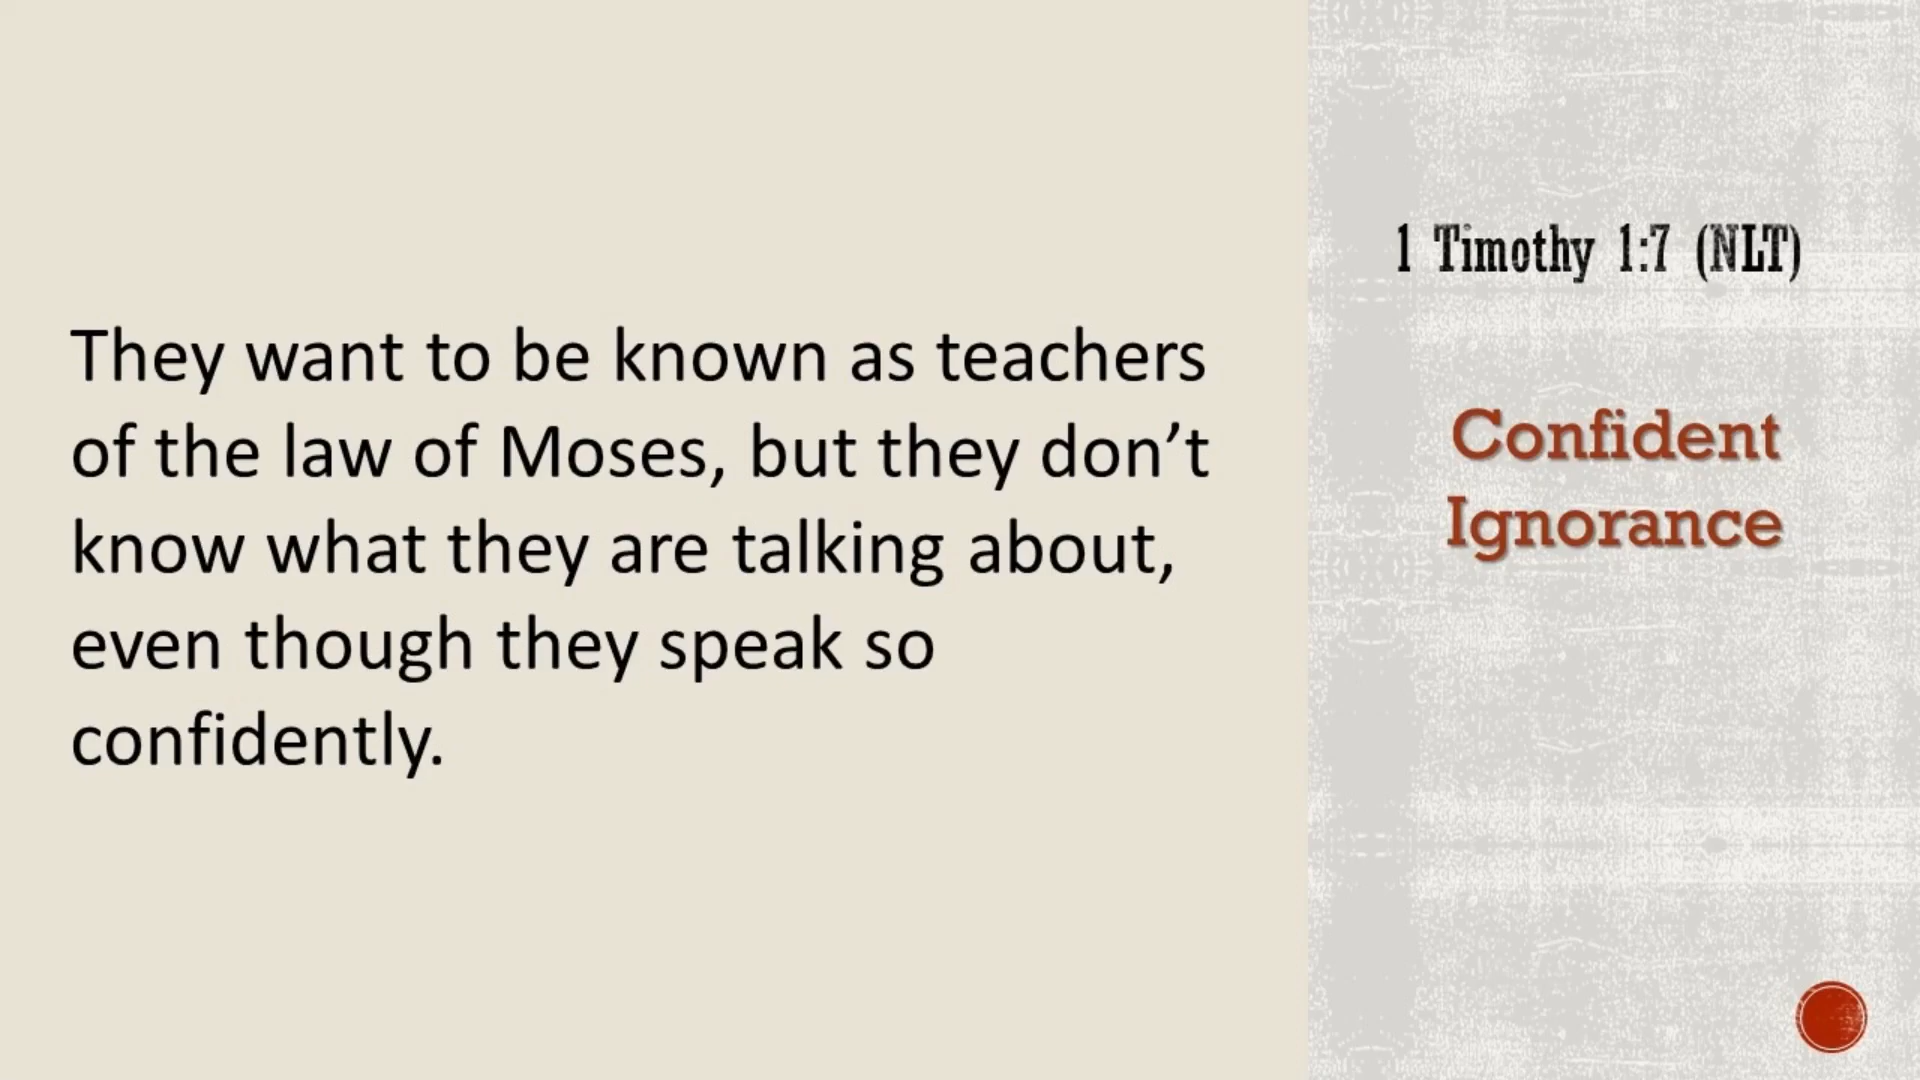 They want to be known as teachers
of the law of Moses, but they don’t
know what they are talking about,
even though they speak so
confidently.
1 Timothy 1:7 (NLT)
Confident
Ignorance